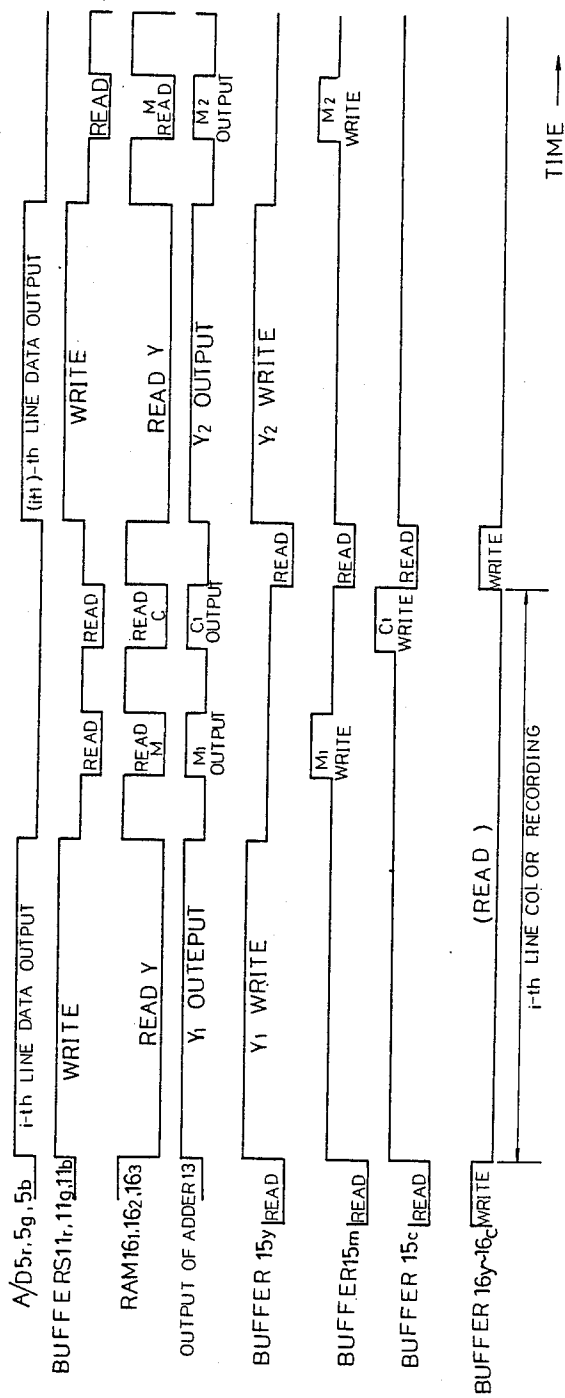 A/D5r, 5g, 5b
i-th LINE DATA OUTPUT
(i+1)-th LINE DATA OUTPUT
BUFFERS11r, 11g, 11b
WRITE
READ
READ
WRITE
READ
RAM16₁, 16₂, 16₃
READ Y
READ M
READ C
READ Y
M READ
OUTPUT OF ADDER13
Y₁ OUTEPUT
M₁ OUTPUT
C₁ OUTPUT
Y₂ OUTPUT
M₂ OUTPUT
BUFFER 15y
READ
Y₁ WRITE
READ
Y₂ WRITE
BUFFER15m
READ
M₁ WRITE
READ
M₂ WRITE
BUFFER 15c
READ
C₁ WRITE
READ
BUFFER 16y~16c
WRITE
(READ)
WRITE
i-th LINE COLOR RECORDING
TIME